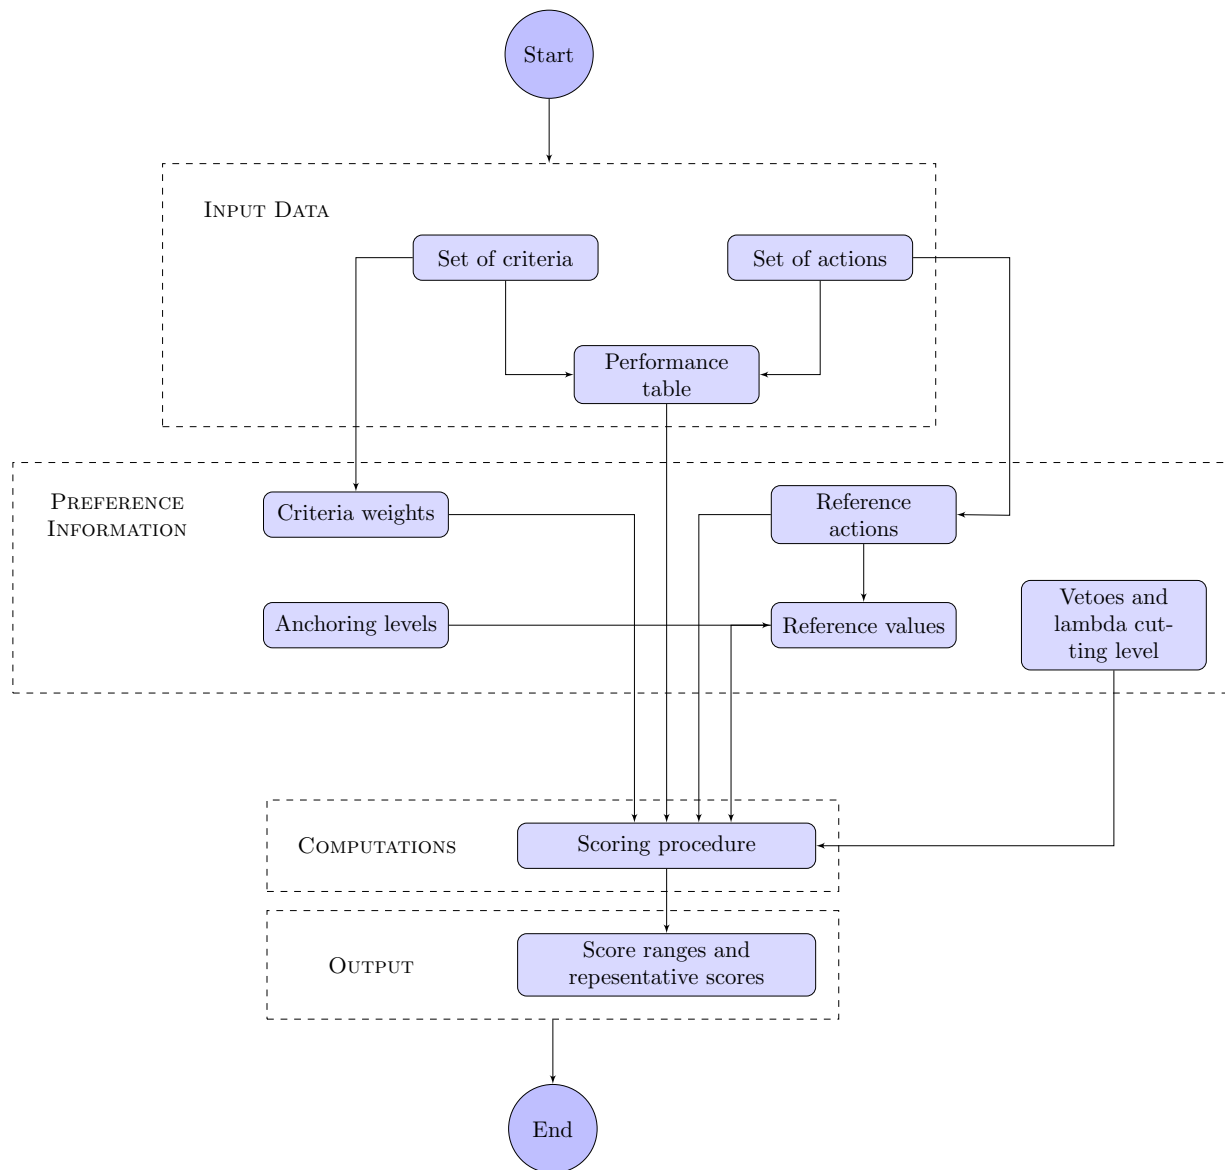 Start
INPUT DATA
Set of criteria
Set of actions
Performance
table
PREFERENCE
INFORMATION
Criteria weights
Reference
actions
Anchoring levels
Reference values
Vetoes and
lambda cut-
ting level
COMPUTATIONS
Scoring procedure
OUTPUT
Score ranges and
repesentative scores
End